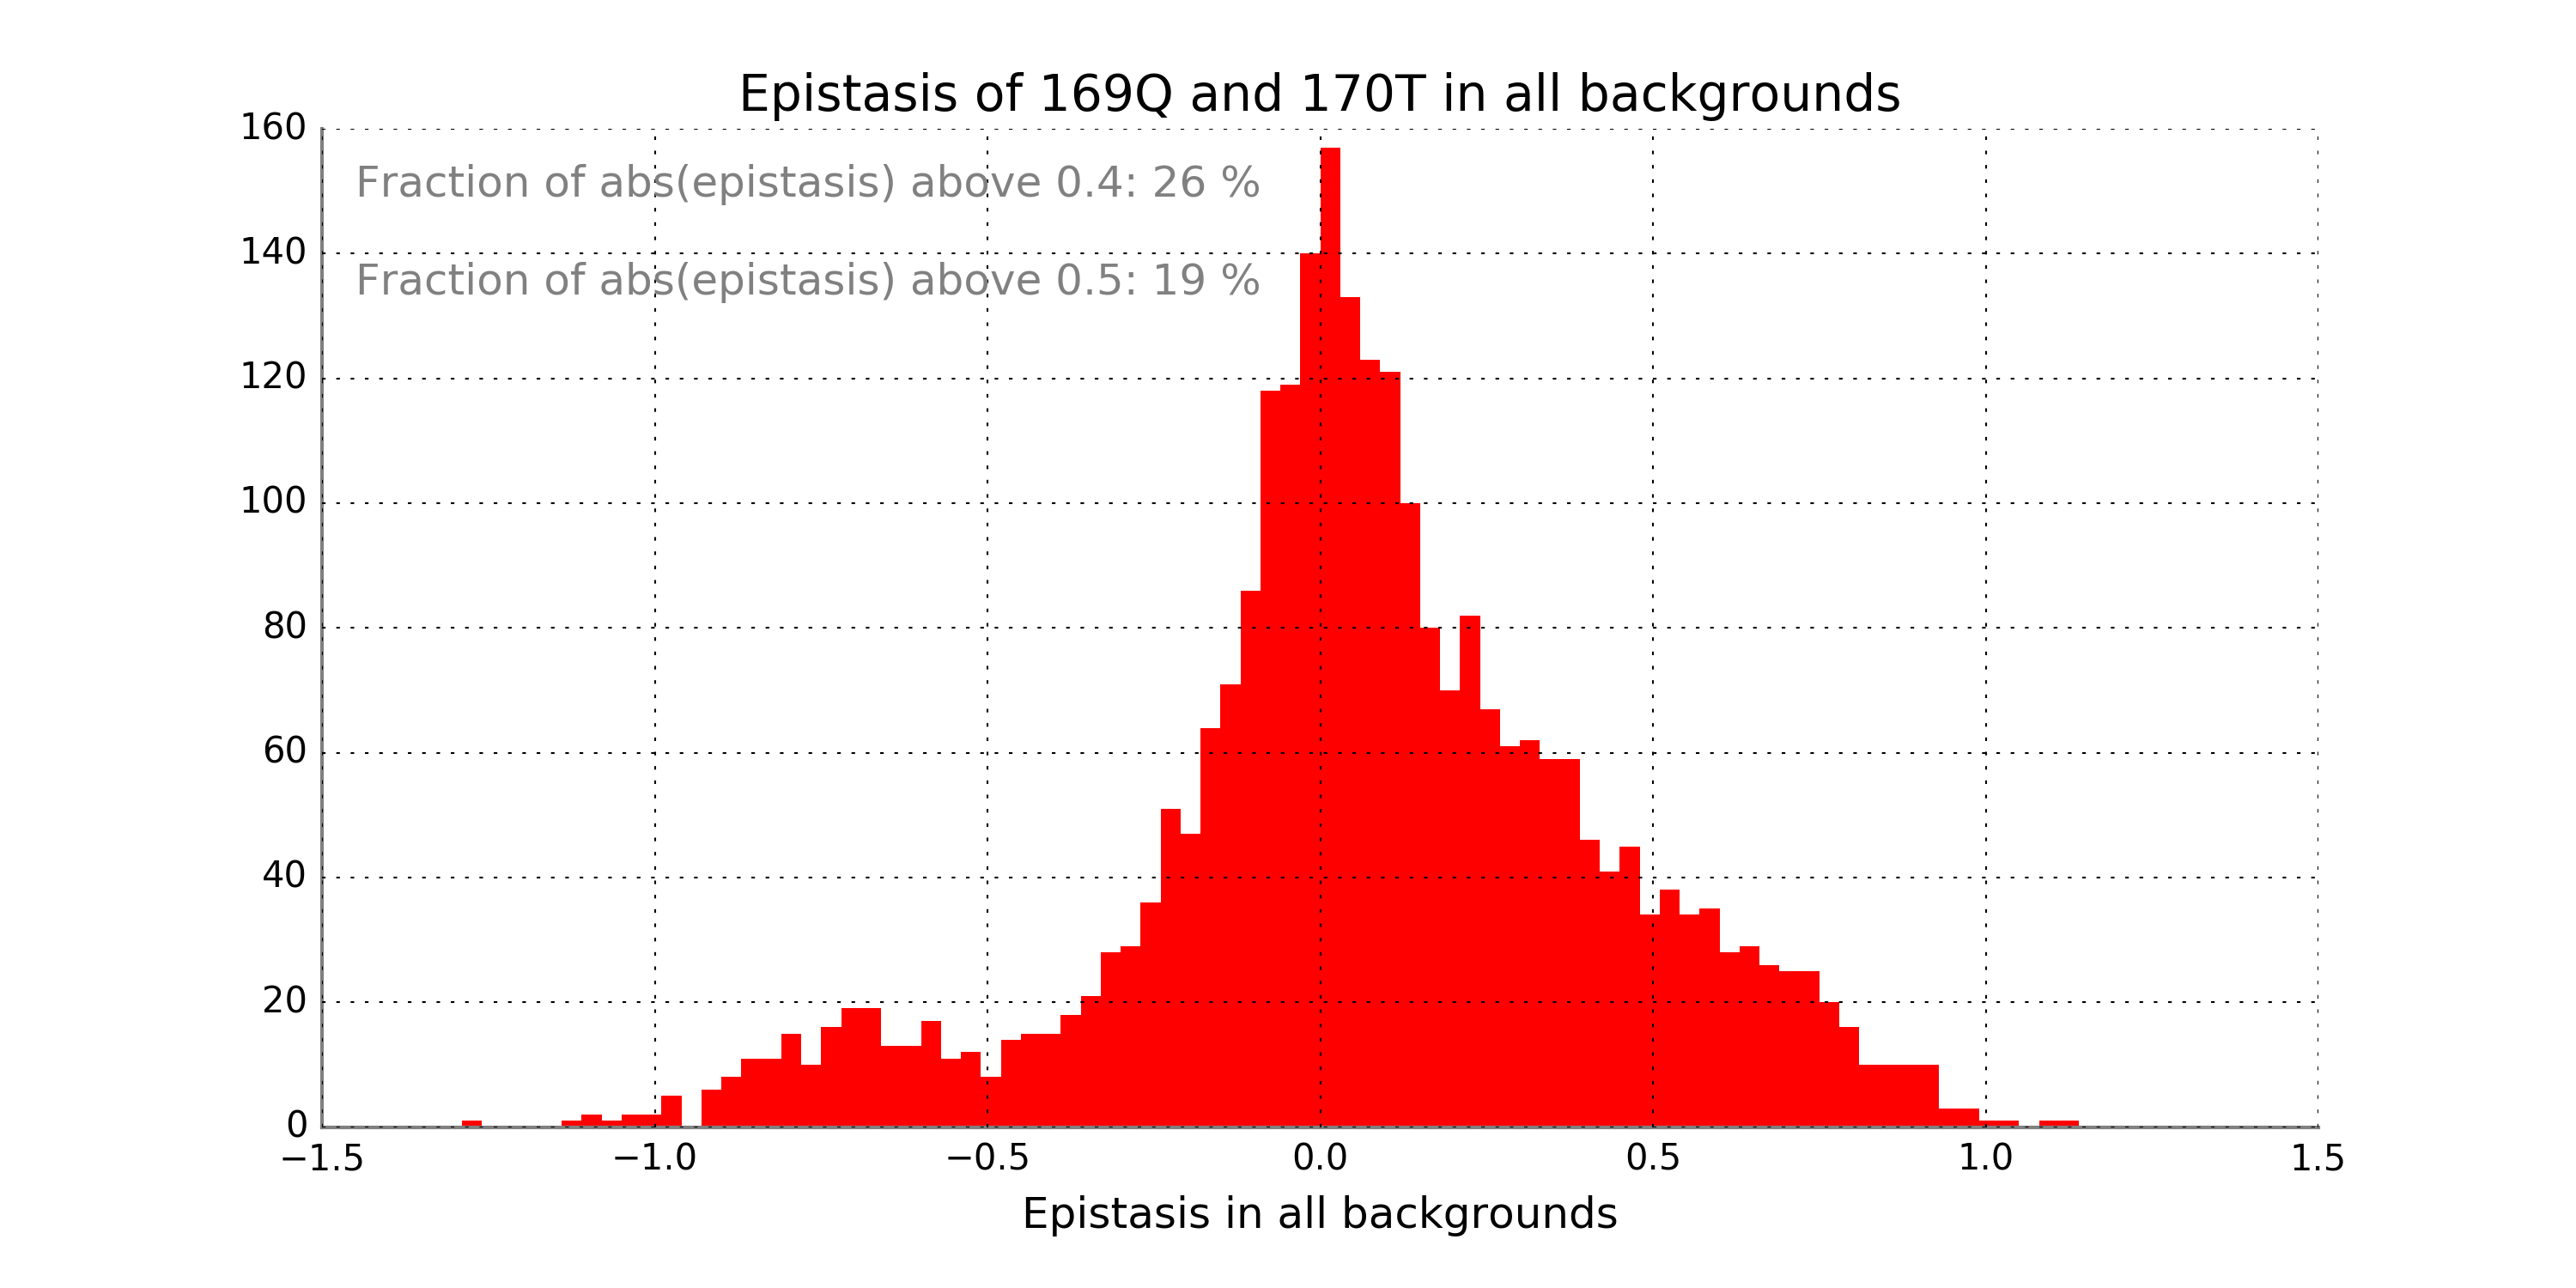 Epistasis of 169Q and 170T in all backgrounds
160
Fraction of abs(epistasis) above 0.4: 26 %
140
Fraction of abs(epistasis) above 0.5: 19 %
120
100
80
60
40
20
0
−1.5 −1.0 −0.5 0.0 0.5 1.0 1.5
Epistasis in all backgrounds